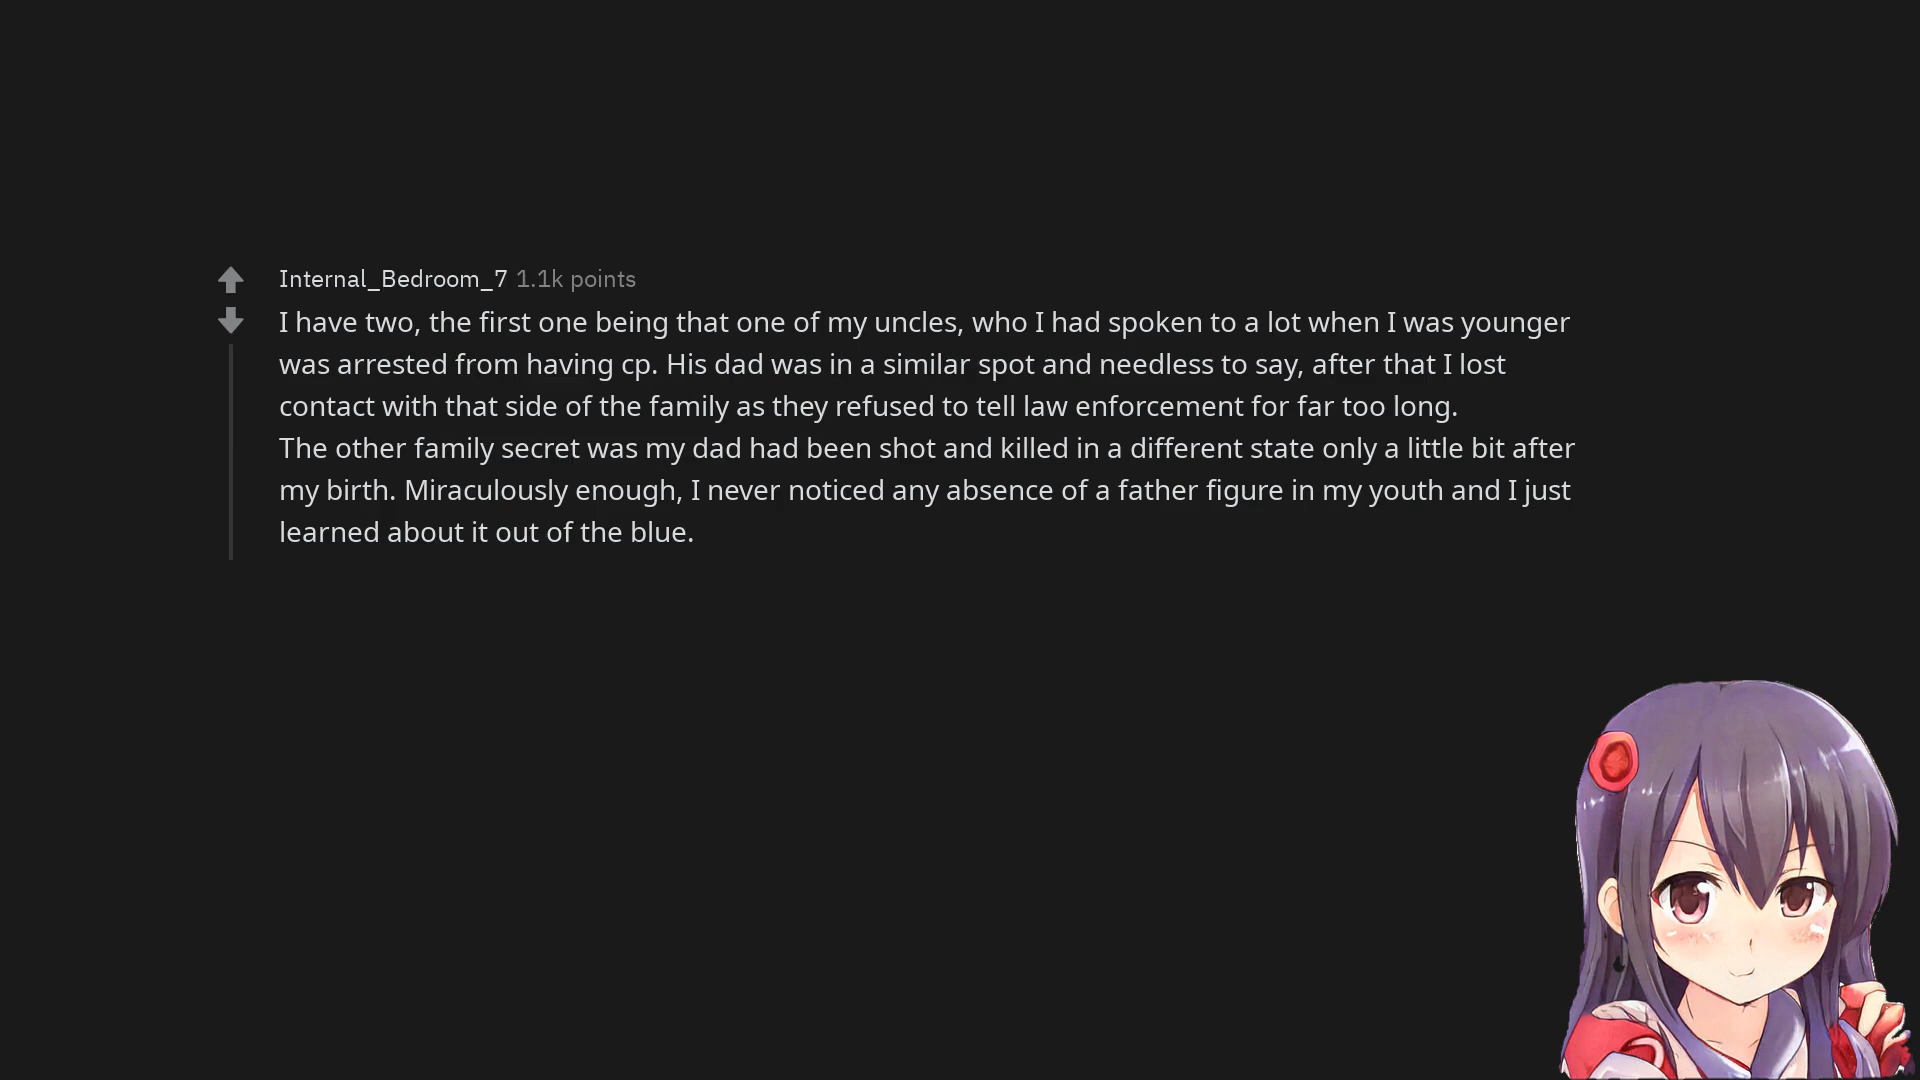 Internal_Bedroom_7 1.1k points
I have two, the first one being that one of my uncles, who I had spoken to a lot when I was younger
was arrested from having cp. His dad was in a similar spot and needless to say, after that I lost
contact with that side of the family as they refused to tell law enforcement for far too long.
The other family secret was my dad had been shot and killed in a different state only a little bit after
my birth. Miraculously enough, I never noticed any absence of a father figure in my youth and I just
learned about it out of the blue.